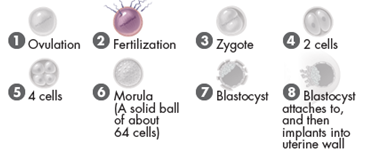 1 Ovulation
2 Fertilization
3 Zygote
4 2 cells
5 4 cells
6 Morula
(A solid ball
of about
64 cells)
7 Blastocyst
8 Blastocyst
attaches to,
and then
implants into
uterine wall